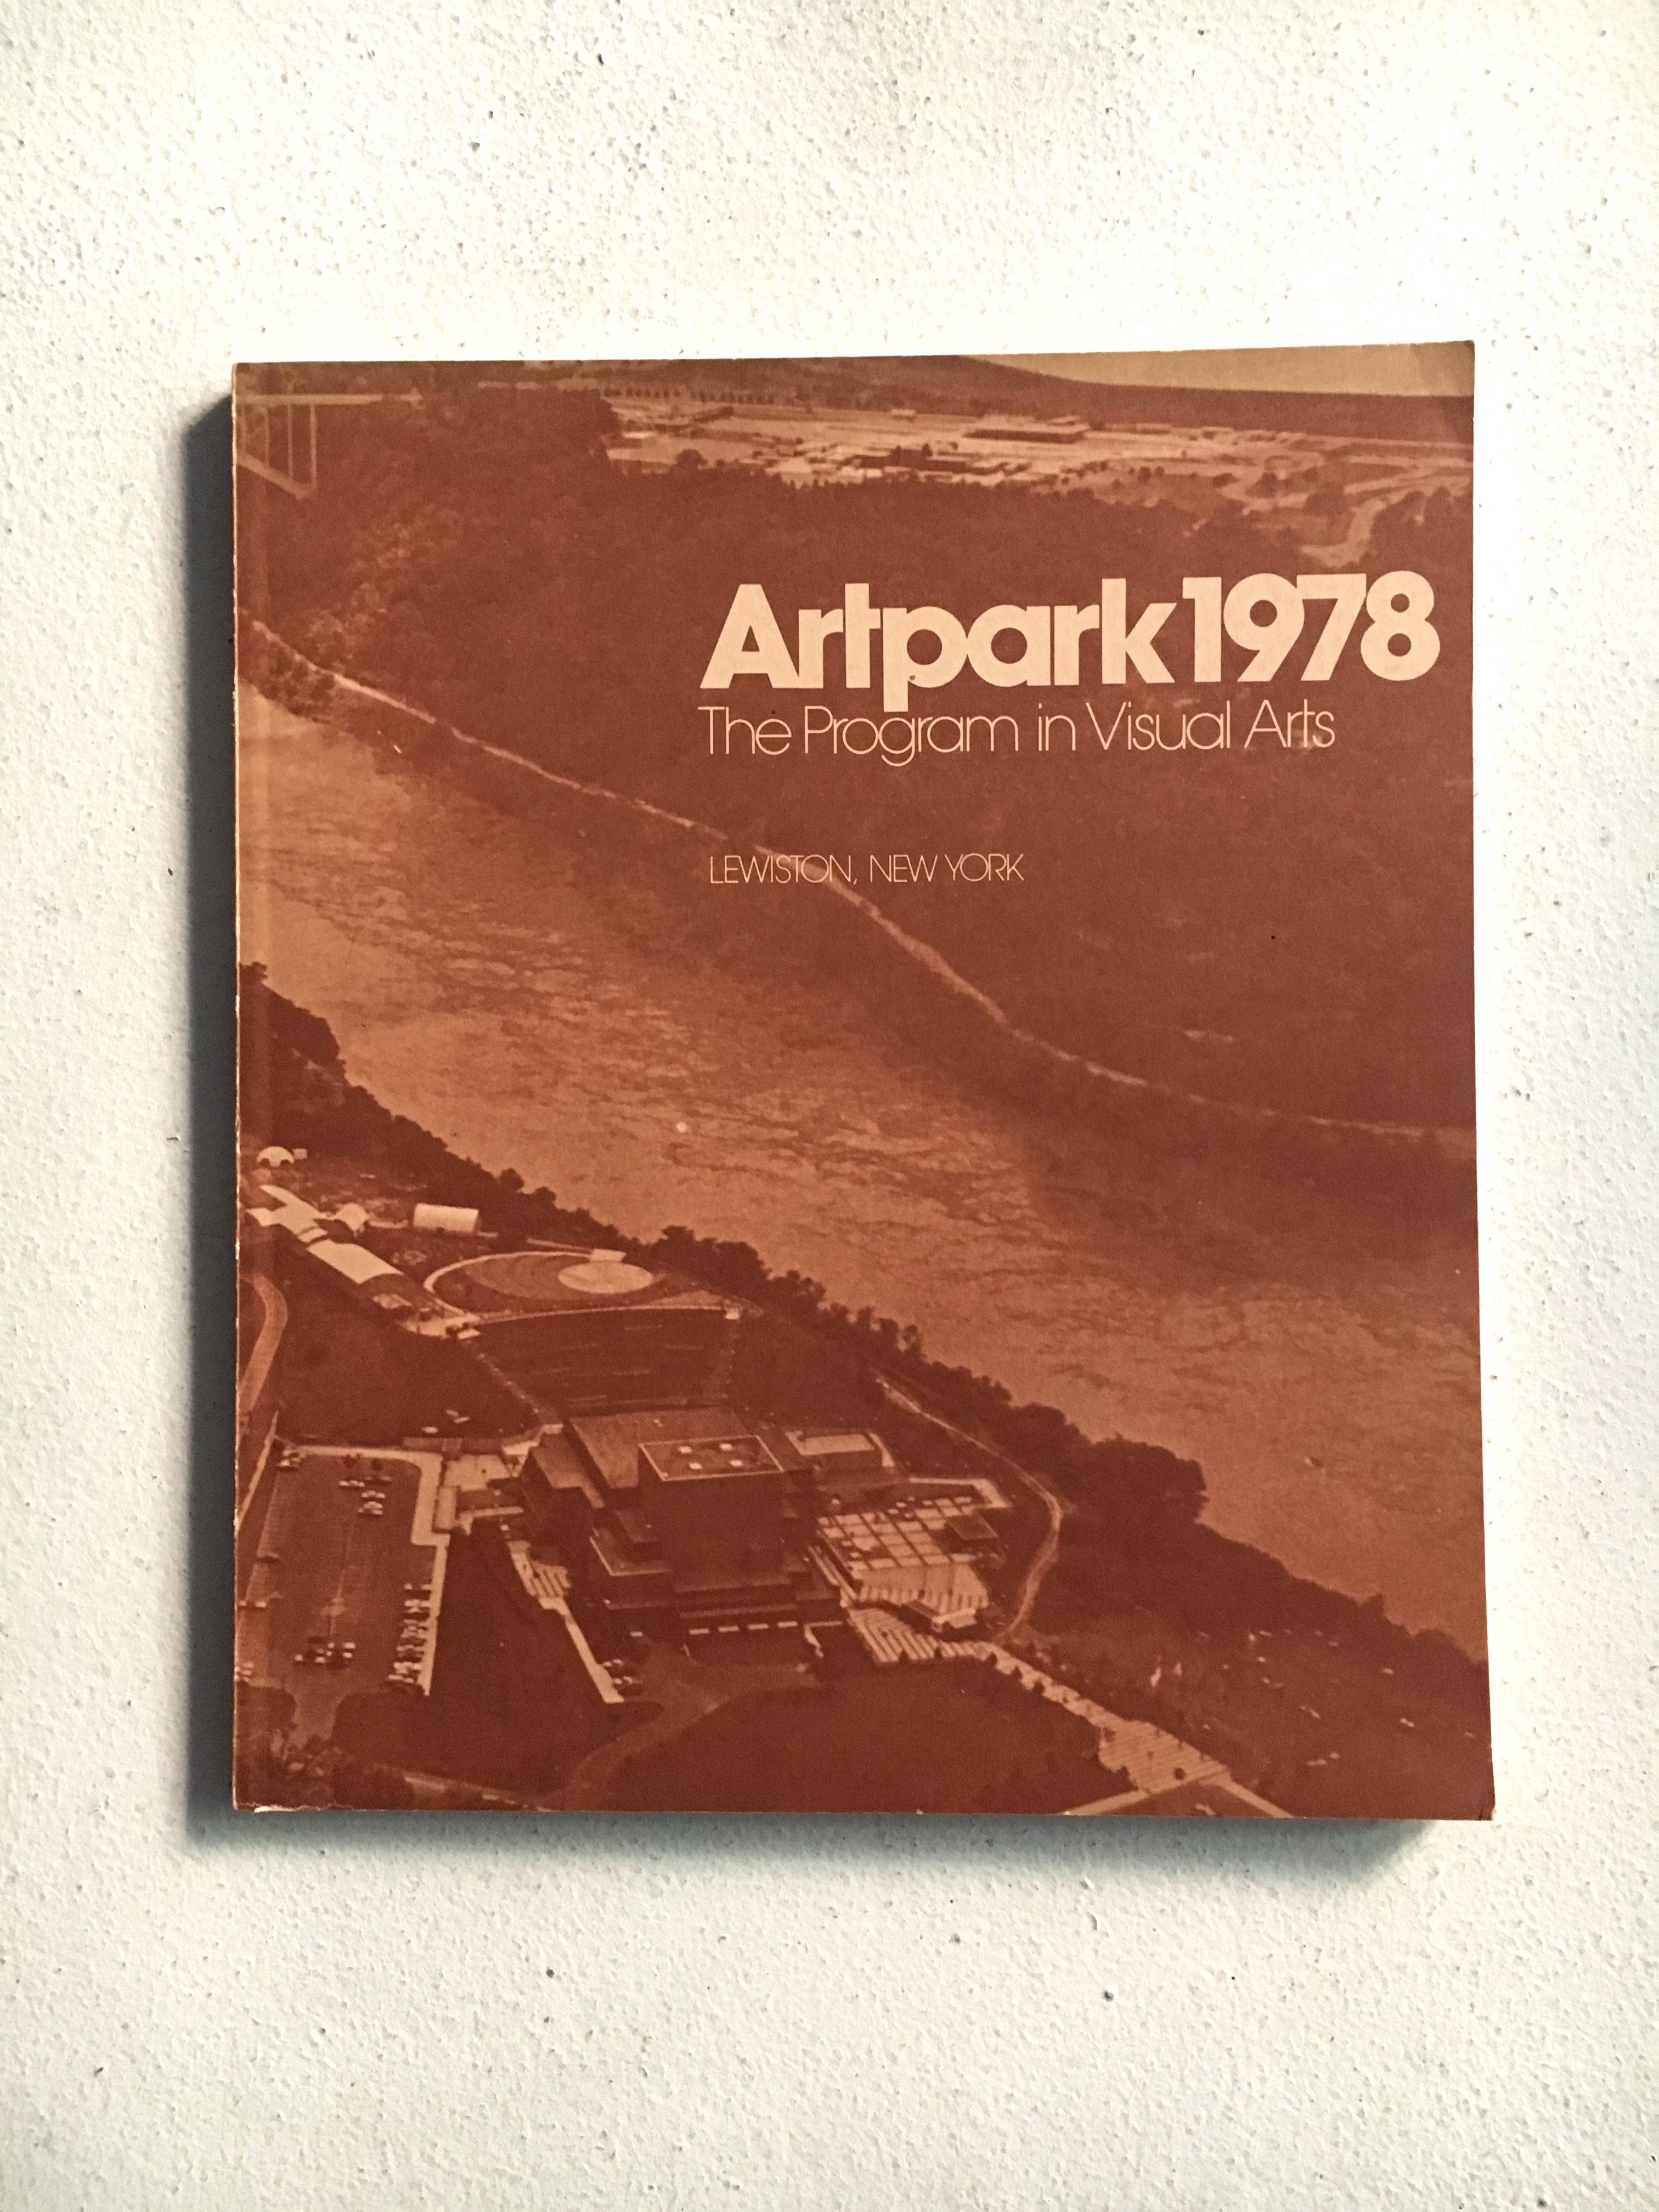 Artpark 1978
The Program in Visual Arts
LEWISTON, NEW YORK